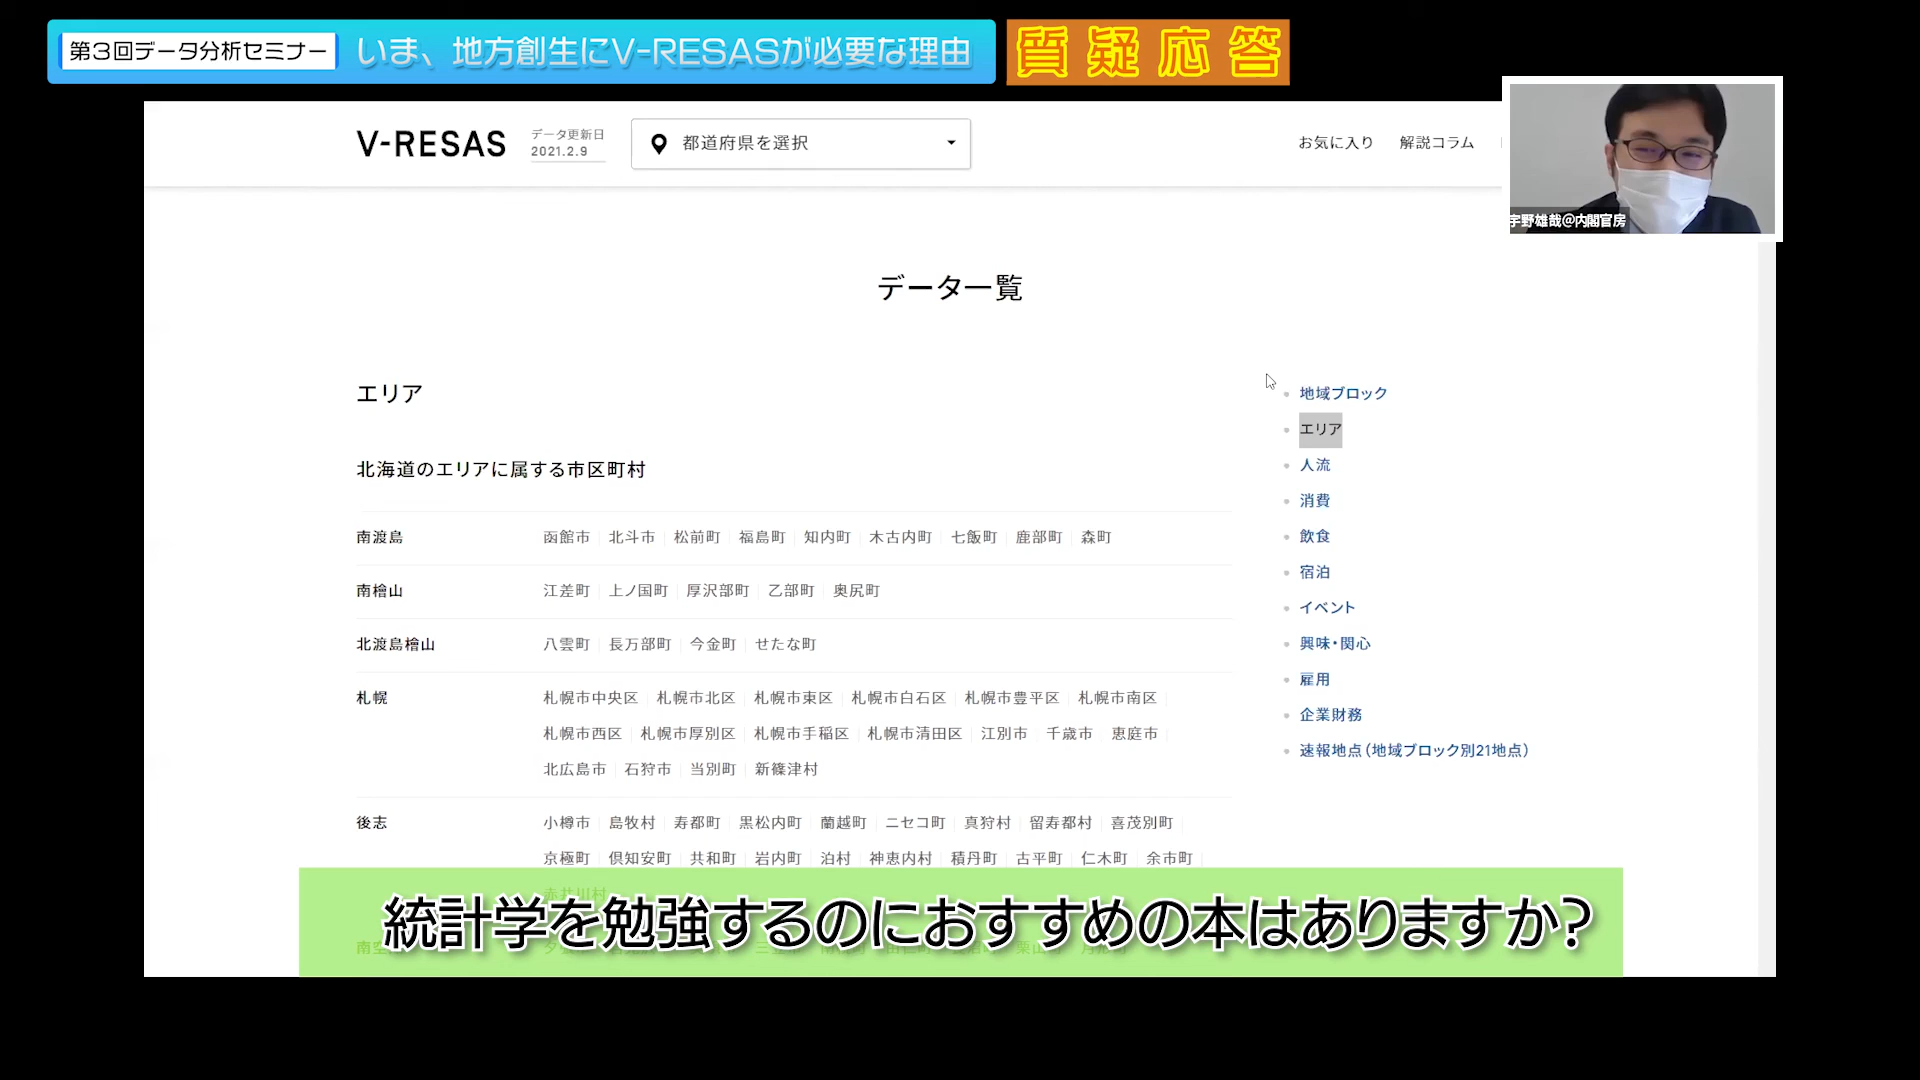 第3回データ分析セミナー いま、地方創生にV-RESASが必要な理由 質疑応答
V-RESAS データ更新日 2021.2.9 都道府県を選択 お気に入り 解説コラム
宇野雄哉@内閣官房
データ一覧
エリア
北海道のエリアに属する市区町村
南渡島 函館市 北斗市 松前町 福島町 知内町 木古内町 七飯町 鹿部町 森町
南檜山 江差町 上ノ国町 厚沢部町 乙部町 奥尻町
北渡島檜山 八雲町 長万部町 今金町 せたな町
札幌 札幌市中央区 札幌市北区 札幌市東区 札幌市白石区 札幌市豊平区 札幌市南区
札幌市西区 札幌市厚別区 札幌市手稲区 札幌市清田区 江別市 千歳市 恵庭市
北広島市 石狩市 当別町 新篠津村
後志 小樽市 島牧村 寿都町 黒松内町 蘭越町 ニセコ町 真狩村 留寿都村 喜茂別町
京極町 倶知安町 共和町 岩内町 泊村 神恵内村 積丹町 古平町 仁木町 余市町
赤井川村
地域ブロック
エリア
人流
消費
飲食
宿泊
イベント
興味・関心
雇用
企業財務
速報地点(地域ブロック別21地点)
統計学を勉強するのにおすすめの本はありますか?